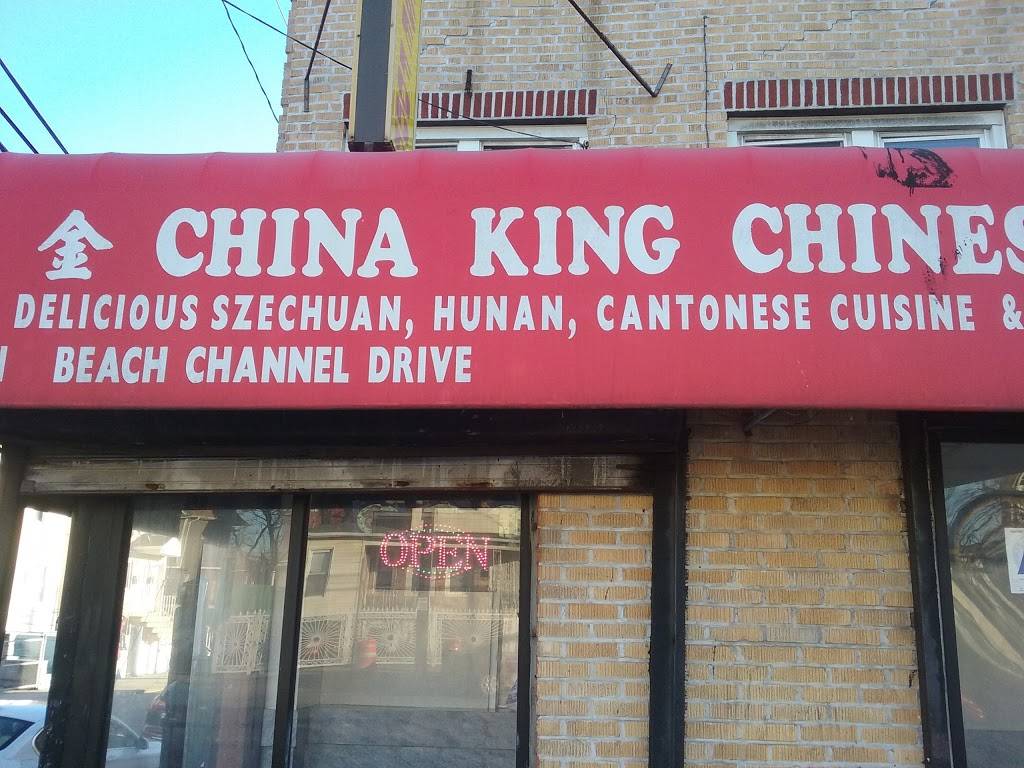 金 CHINA KING CHINES
DELICIOUS SZECHUAN, HUNAN, CANTONESE CUISINE &
BEACH CHANNEL DRIVE
OPEN